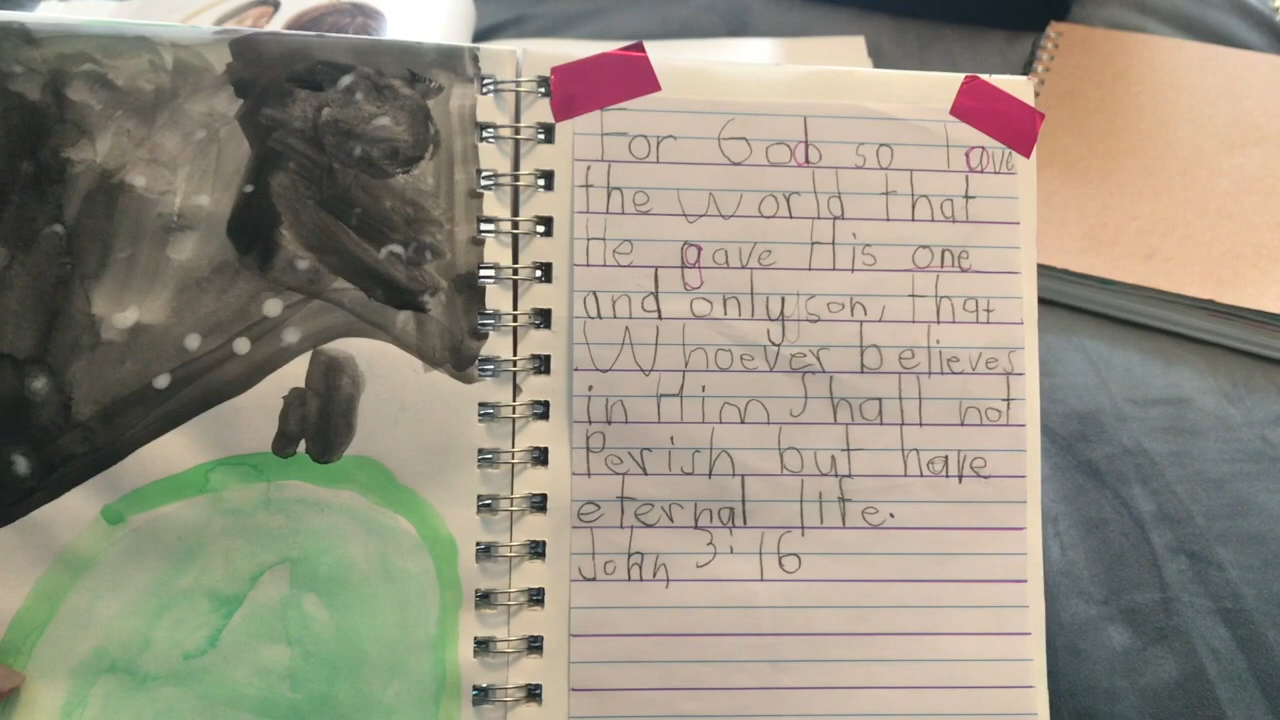 For God so love
the world that
He gave His one
and only son, that
Whoever believes
in Him Shall not
Perish but have
eternal life.
John 3:16